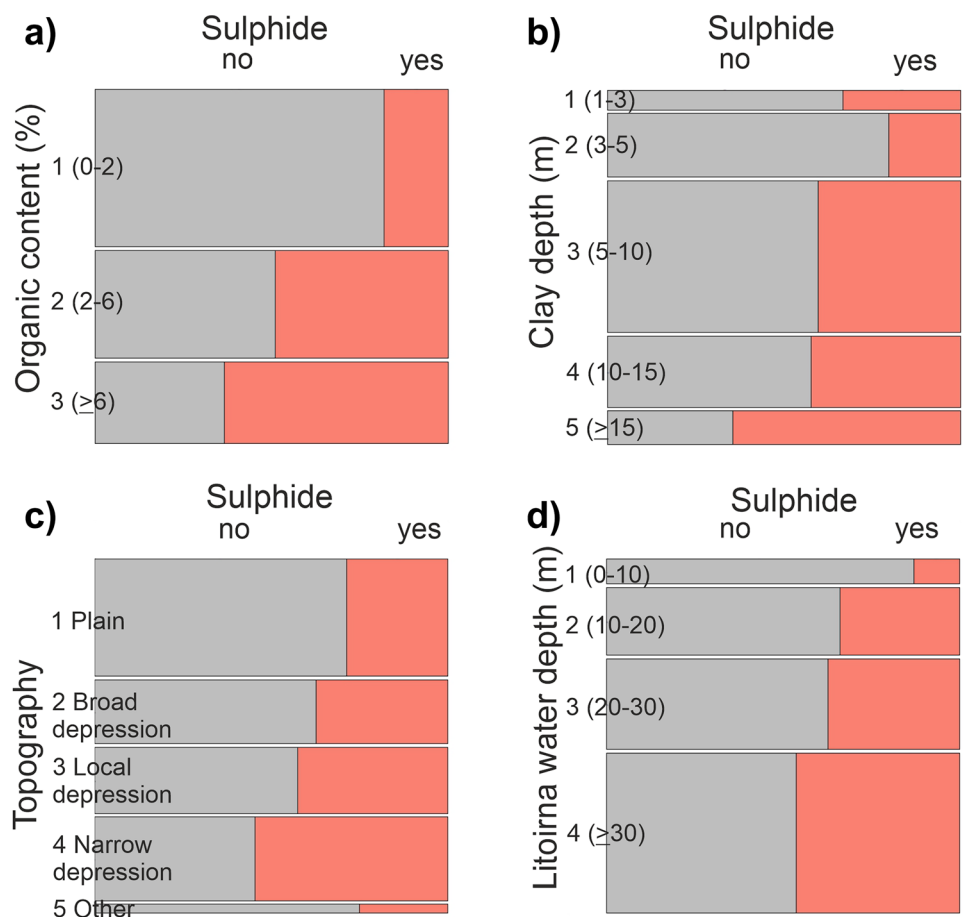 a)
Sulphide
no yes
Organic content (%)
1 (0-2)
2 (2-6)
3 (≥6)
b)
Sulphide
no yes
Clay depth (m)
1 (1-3)
2 (3-5)
3 (5-10)
4 (10-15)
5 (≥15)
c)
Sulphide
no yes
Topography
1 Plain
2 Broad
depression
3 Local
depression
4 Narrow
depression
5 Other
d)
Sulphide
no yes
Litoirna water depth (m)
1 (0-10)
2 (10-20)
3 (20-30)
4 (≥30)